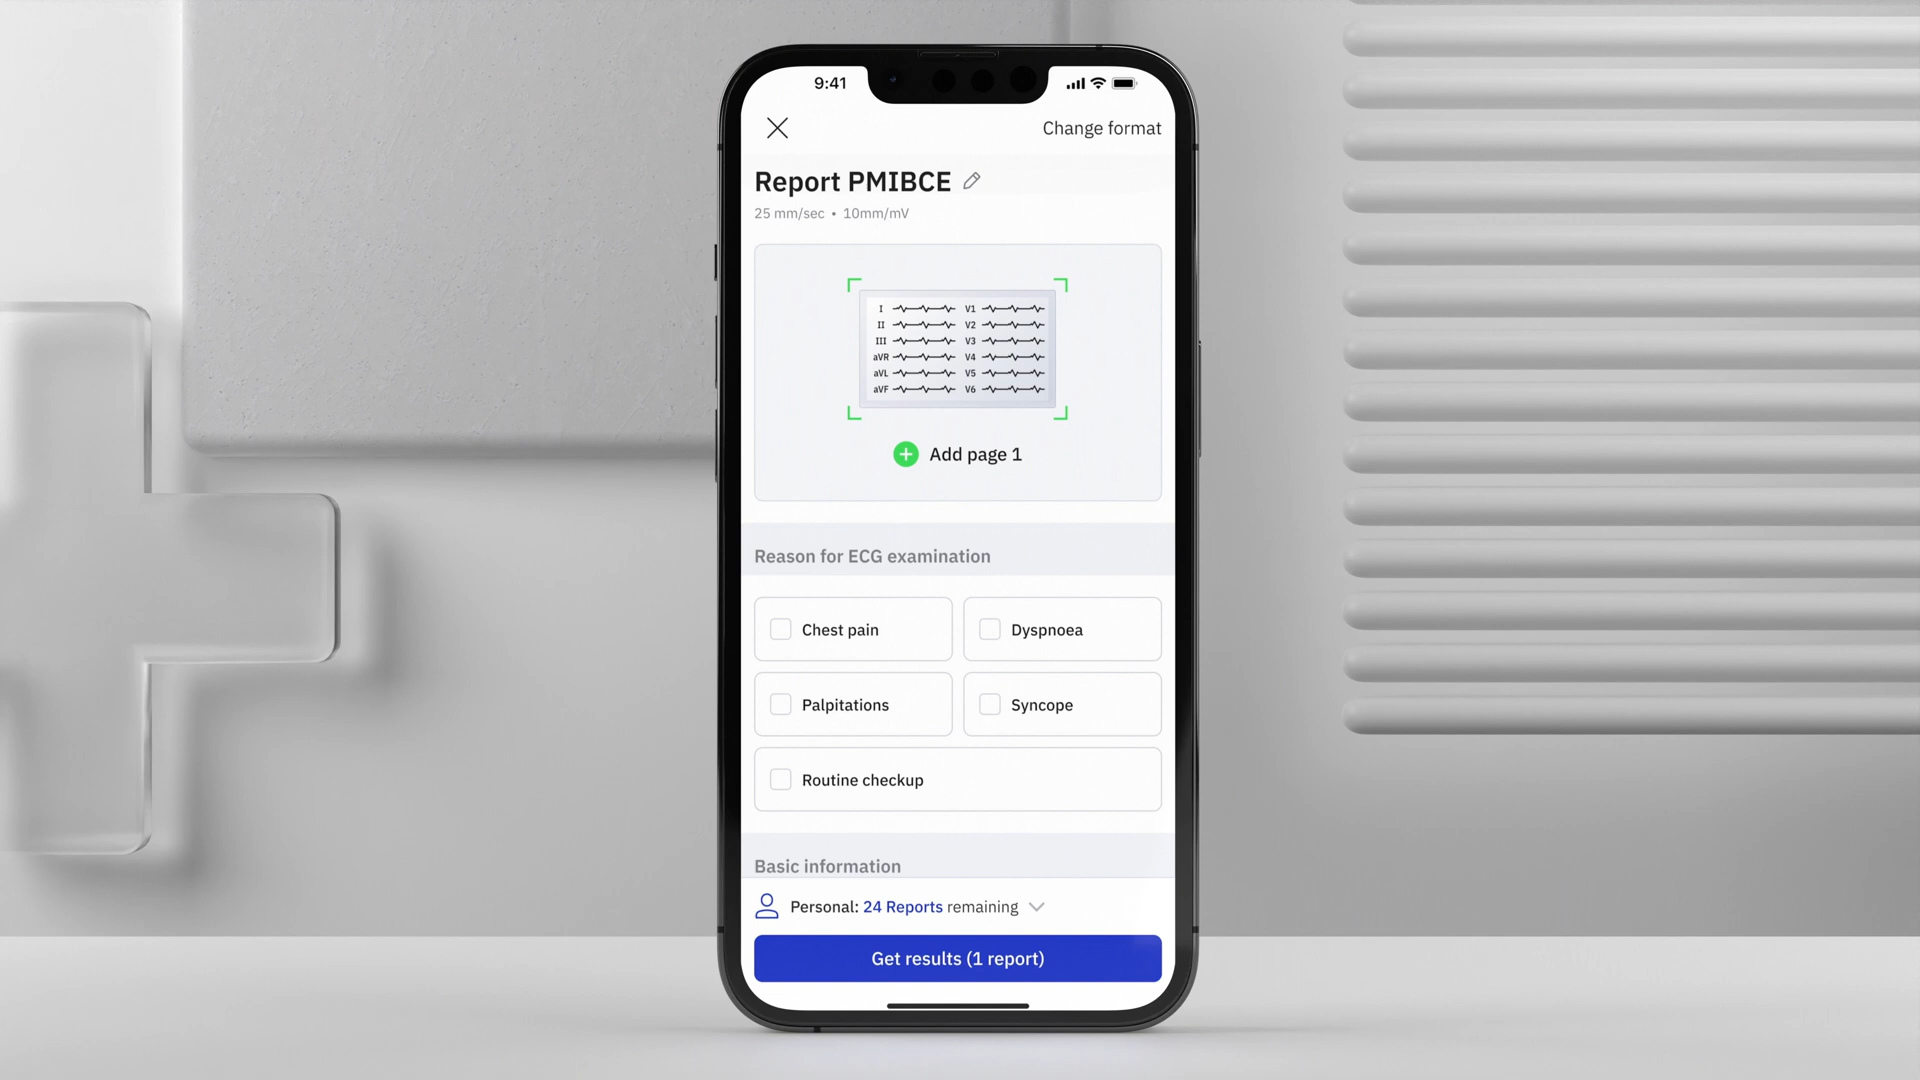 9:41
Change format
Report PMIBCE
25 mm/sec • 10mm/mV
I V1
II V2
III V3
aVR V4
aVL V5
aVF V6
Add page 1
Reason for ECG examination
Chest pain
Dyspnoea
Palpitations
Syncope
Routine checkup
Basic information
Personal: 24 Reports remaining
Get results (1 report)